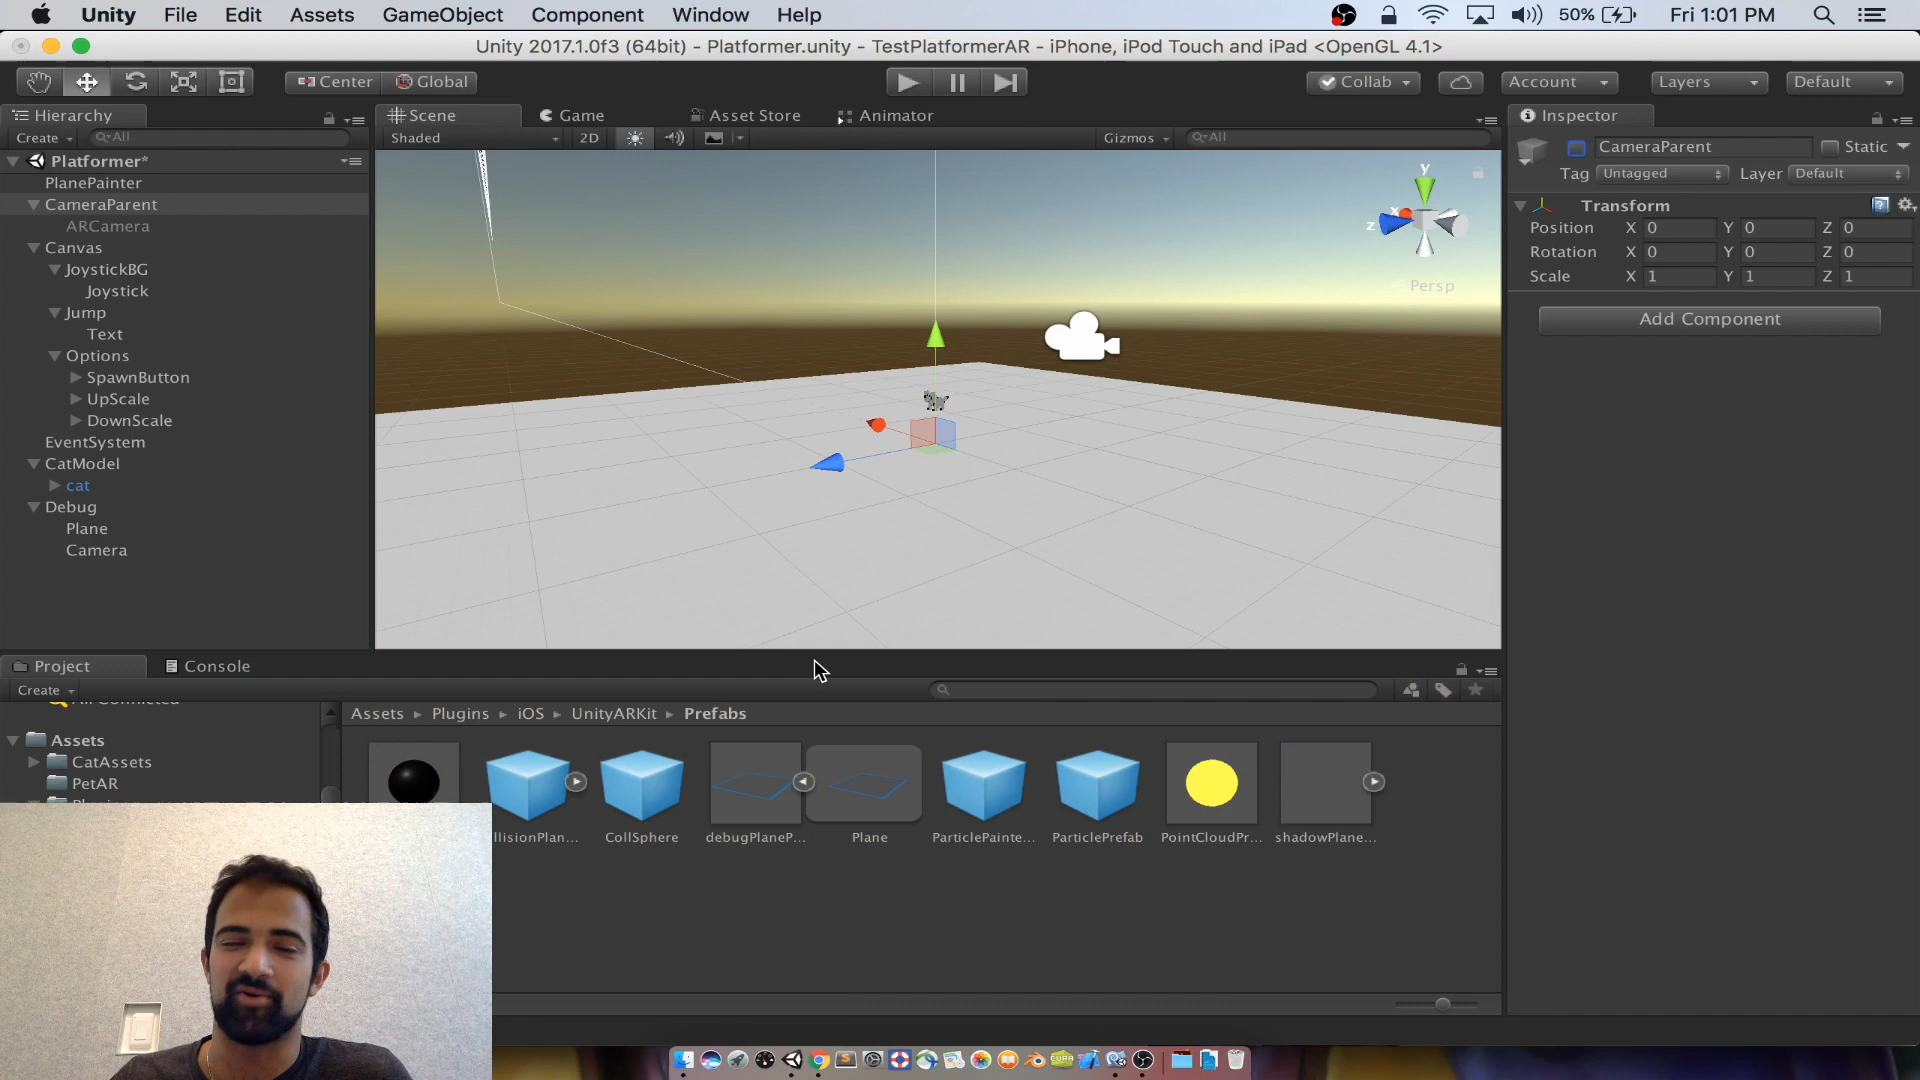 Unity File Edit Assets GameObject Component Window Help 50% Fri 1:01 PM
Unity 2017.1.0f3 (64bit) - Platformer.unity - TestPlatformerAR - iPhone, iPod Touch and iPad <OpenGL 4.1>
Center Global Collab Account Layers Default
Hierarchy
Create All
Platformer*
PlanePainter
CameraParent
ARCamera
Canvas
JoystickBG
Joystick
Jump
Text
Options
SpawnButton
UpScale
DownScale
EventSystem
CatModel
cat
Debug
Plane
Camera
Scene Game Asset Store Animator
Shaded 2D Gizmos All
y
x
z
Persp
Inspector
CameraParent Static
Tag Untagged Layer Default
Transform
Position X 0 Y 0 Z 0
Rotation X 0 Y 0 Z 0
Scale X 1 Y 1 Z 1
Add Component
Project Console
Create
Assets
CatAssets
PetAR
Assets Plugins iOS UnityARKit Prefabs
llisionPlan... CollSphere debugPlaneP... Plane ParticlePainte... ParticlePrefab PointCloudPr... shadowPlane...